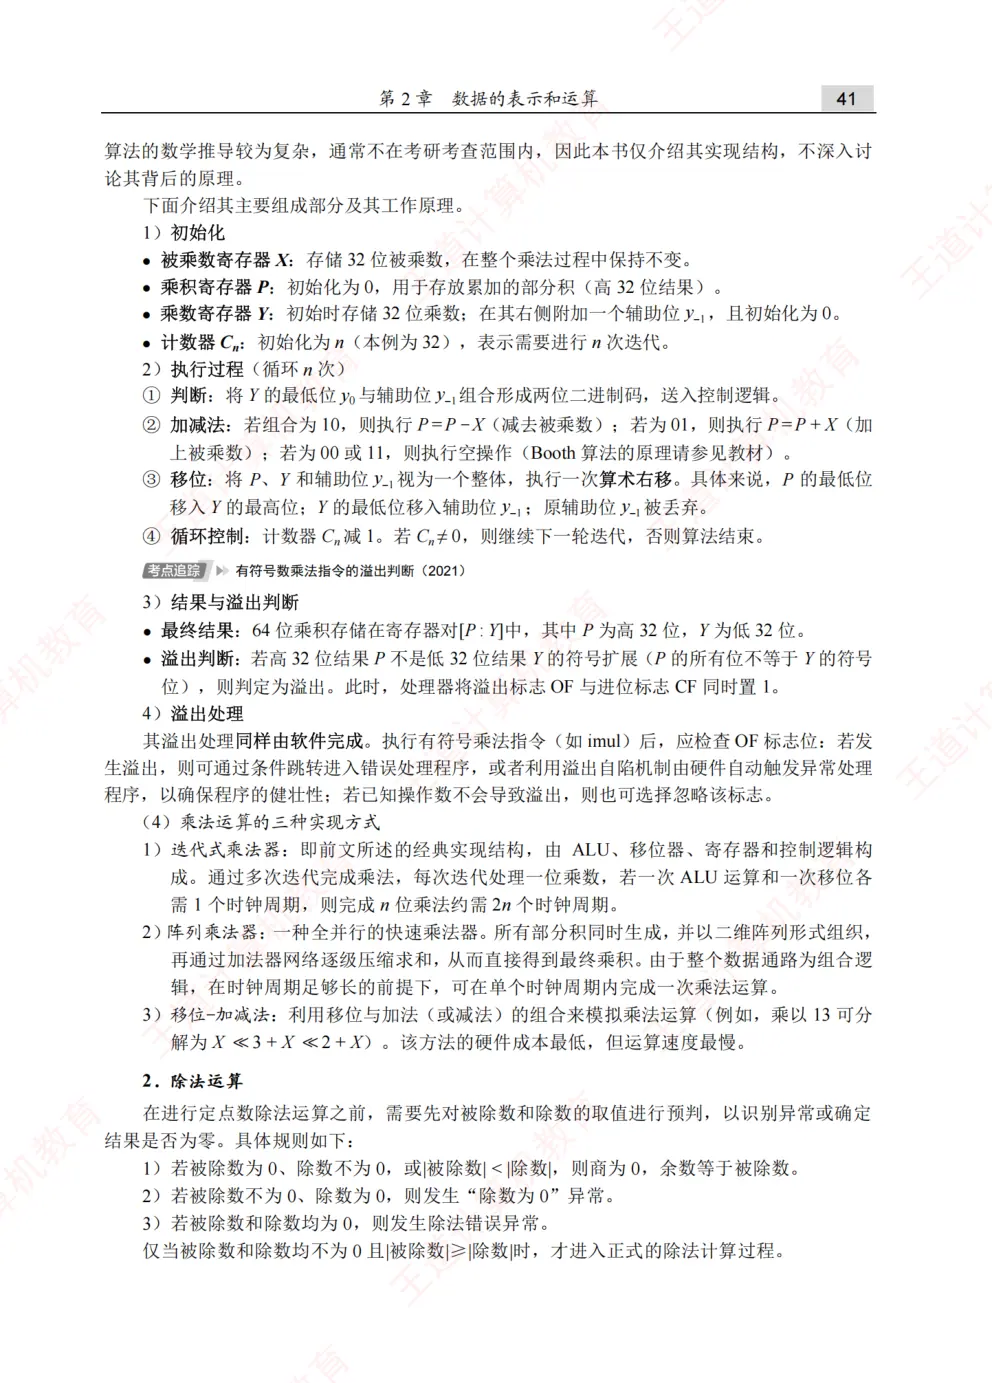 第 2 章　数据的表示和运算　41
算法的数学推导较为复杂，通常不在考研考查范围内，因此本书仅介绍其实现结构，不深入讨
论其背后的原理。
下面介绍其主要组成部分及其工作原理。
1）初始化
● 被乘数寄存器 X：存储 32 位被乘数，在整个乘法过程中保持不变。
● 乘积寄存器 P：初始化为 0，用于存放累加的部分积（高 32 位结果）。
● 乘数寄存器 Y：初始时存储 32 位乘数；在其右侧附加一个辅助位 y₋₁，且初始化为 0。
● 计数器 Cₙ：初始化为 n（本例为 32），表示需要进行 n 次迭代。
2）执行过程（循环 n 次）
① 判断：将 Y 的最低位 y₀ 与辅助位 y₋₁ 组合形成两位二进制码，送入控制逻辑。
② 加减法：若组合为 10，则执行 P = P − X（减去被乘数）；若为 01，则执行 P = P + X（加
上被乘数）；若为 00 或 11，则执行空操作（Booth 算法的原理请参见教材）。
③ 移位：将 P、Y 和辅助位 y₋₁ 视为一个整体，执行一次算术右移。具体来说，P 的最低位
移入 Y 的最高位；Y 的最低位移入辅助位 y₋₁；原辅助位 y₋₁ 被丢弃。
④ 循环控制：计数器 Cₙ 减 1。若 Cₙ ≠ 0，则继续下一轮迭代，否则算法结束。
考点追踪 有符号数乘法指令的溢出判断（2021）
3）结果与溢出判断
● 最终结果：64 位乘积存储在寄存器对[P : Y]中，其中 P 为高 32 位，Y 为低 32 位。
● 溢出判断：若高 32 位结果 P 不是低 32 位结果 Y 的符号扩展（P 的所有位不等于 Y 的符号
位），则判定为溢出。此时，处理器将溢出标志 OF 与进位标志 CF 同时置 1。
4）溢出处理
其溢出处理同样由软件完成。执行有符号乘法指令（如 imul）后，应检查 OF 标志位：若发
生溢出，则可通过条件跳转进入错误处理程序，或者利用溢出自陷机制由硬件自动触发异常处理
程序，以确保程序的健壮性；若已知操作数不会导致溢出，则也可选择忽略该标志。
（4）乘法运算的三种实现方式
1）迭代式乘法器：即前文所述的经典实现结构，由 ALU、移位器、寄存器和控制逻辑构
成。通过多次迭代完成乘法，每次迭代处理一位乘数，若一次 ALU 运算和一次移位各
需 1 个时钟周期，则完成 n 位乘法约需 2n 个时钟周期。
2）阵列乘法器：一种全并行的快速乘法器。所有部分积同时生成，并以二维阵列形式组织，
再通过加法器网络逐级压缩求和，从而直接得到最终乘积。由于整个数据通路为组合逻
辑，在时钟周期足够长的前提下，可在单个时钟周期内完成一次乘法运算。
3）移位−加减法：利用移位与加法（或减法）的组合来模拟乘法运算（例如，乘以 13 可分
解为 X ≪ 3 + X ≪ 2 + X）。该方法的硬件成本最低，但运算速度最慢。
2．除法运算
在进行定点数除法运算之前，需要先对被除数和除数的取值进行预判，以识别异常或确定
结果是否为零。具体规则如下：
1）若被除数为 0、除数不为 0，或|被除数| < |除数|，则商为 0，余数等于被除数。
2）若被除数不为 0、除数为 0，则发生“除数为 0”异常。
3）若被除数和除数均为 0，则发生除法错误异常。
仅当被除数和除数均不为 0 且|被除数|≥|除数|时，才进入正式的除法计算过程。
王道计算机教育